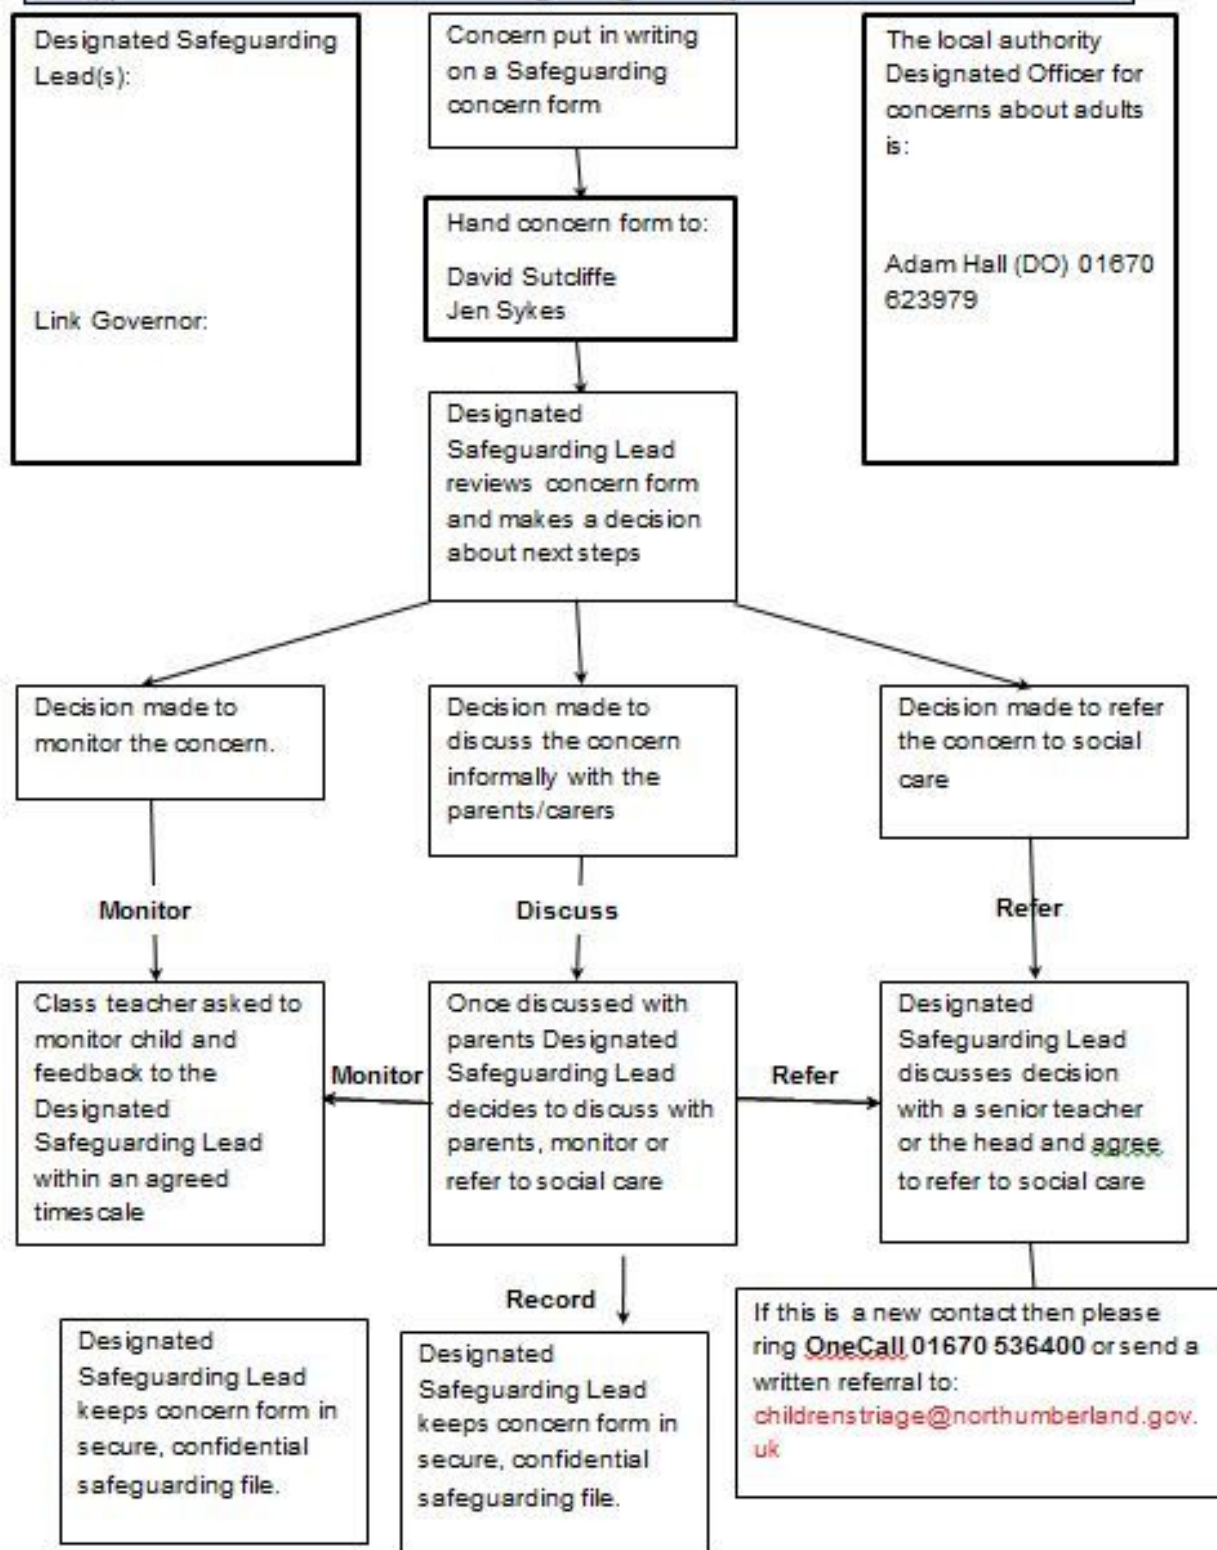 Designated Safeguarding
Lead(s):
Link Governor:
Concern put in writing
on a Safeguarding
concern form
The local authority
Designated Officer for
concerns about adults
is:
Adam Hall (DO) 01670
623979
Hand concern form to:
David Sutcliffe
Jen Sykes
Designated
Safeguarding Lead
reviews concern form
and makes a decision
about next steps
Decision made to
monitor the concern.
Decision made to
discuss the concern
informally with the
parents/carers
Decision made to refer
the concern to social
care
Monitor
Discuss
Refer
Class teacher asked to
monitor child and
feedback to the
Designated
Safeguarding Lead
within an agreed
timescale
Monitor
Once discussed with
parents Designated
Safeguarding Lead
decides to discuss with
parents, monitor or
refer to social care
Refer
Designated
Safeguarding Lead
discusses decision
with a senior teacher
or the head and agree
to refer to social care
Record
Designated
Safeguarding Lead
keeps concern form in
secure, confidential
safeguarding file.
Designated
Safeguarding Lead
keeps concern form in
secure, confidential
safeguarding file.
If this is a new contact then please
ring OneCall 01670 536400 or send a
written referral to:
childrenstriage@northumberland.gov.
uk